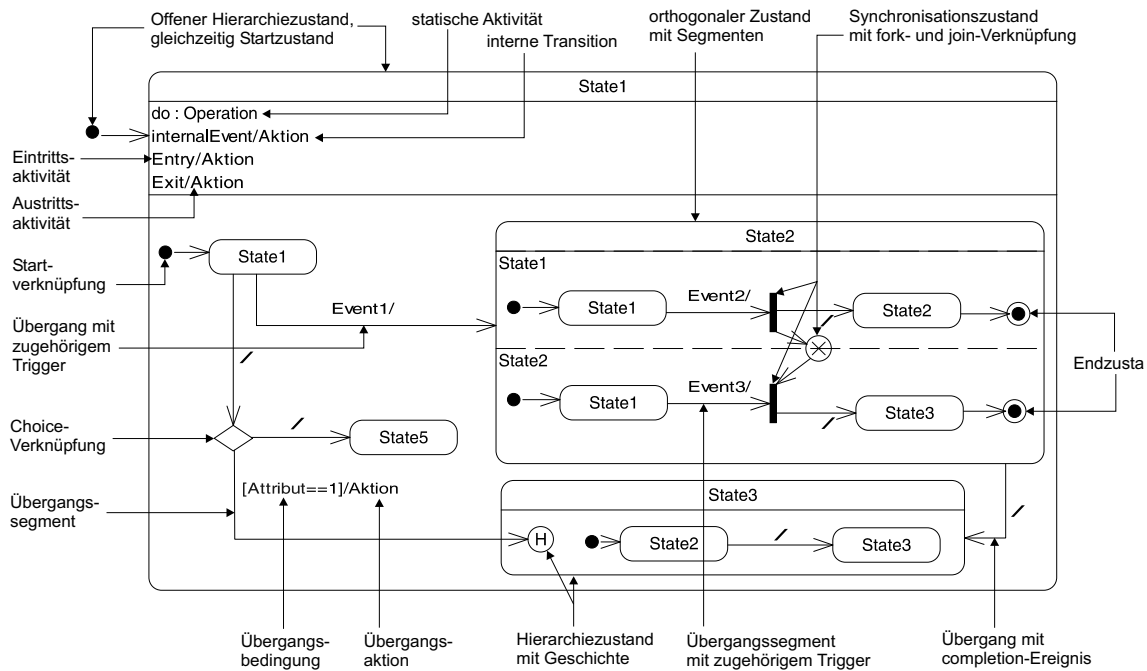 Offener Hierarchiezustand,
gleichzeitig Startzustand
statische Aktivität
interne Transition
orthogonaler Zustand
mit Segmenten
Synchronisationszustand
mit fork- und join-Verknüpfung
State1
do : Operation
internalEvent/Aktion
Entry/Aktion
Exit/Aktion
Eintritts-
aktivität
Austritts-
aktivität
Start-
verknüpfung
State1
Event1/
Übergang mit
zugehörigem
Trigger
State2
State1
State1
Event2/
State2
State2
State1
Event3/
State3
Endzusta
Choice-
Verknüpfung
State5
Übergangs-
segment
[Attribut==1]/Aktion
State3
H
State2
State3
Übergangs-
bedingung
Übergangs-
aktion
Hierarchiezustand
mit Geschichte
Übergangssegment
mit zugehörigem Trigger
Übergang mit
completion-Ereignis